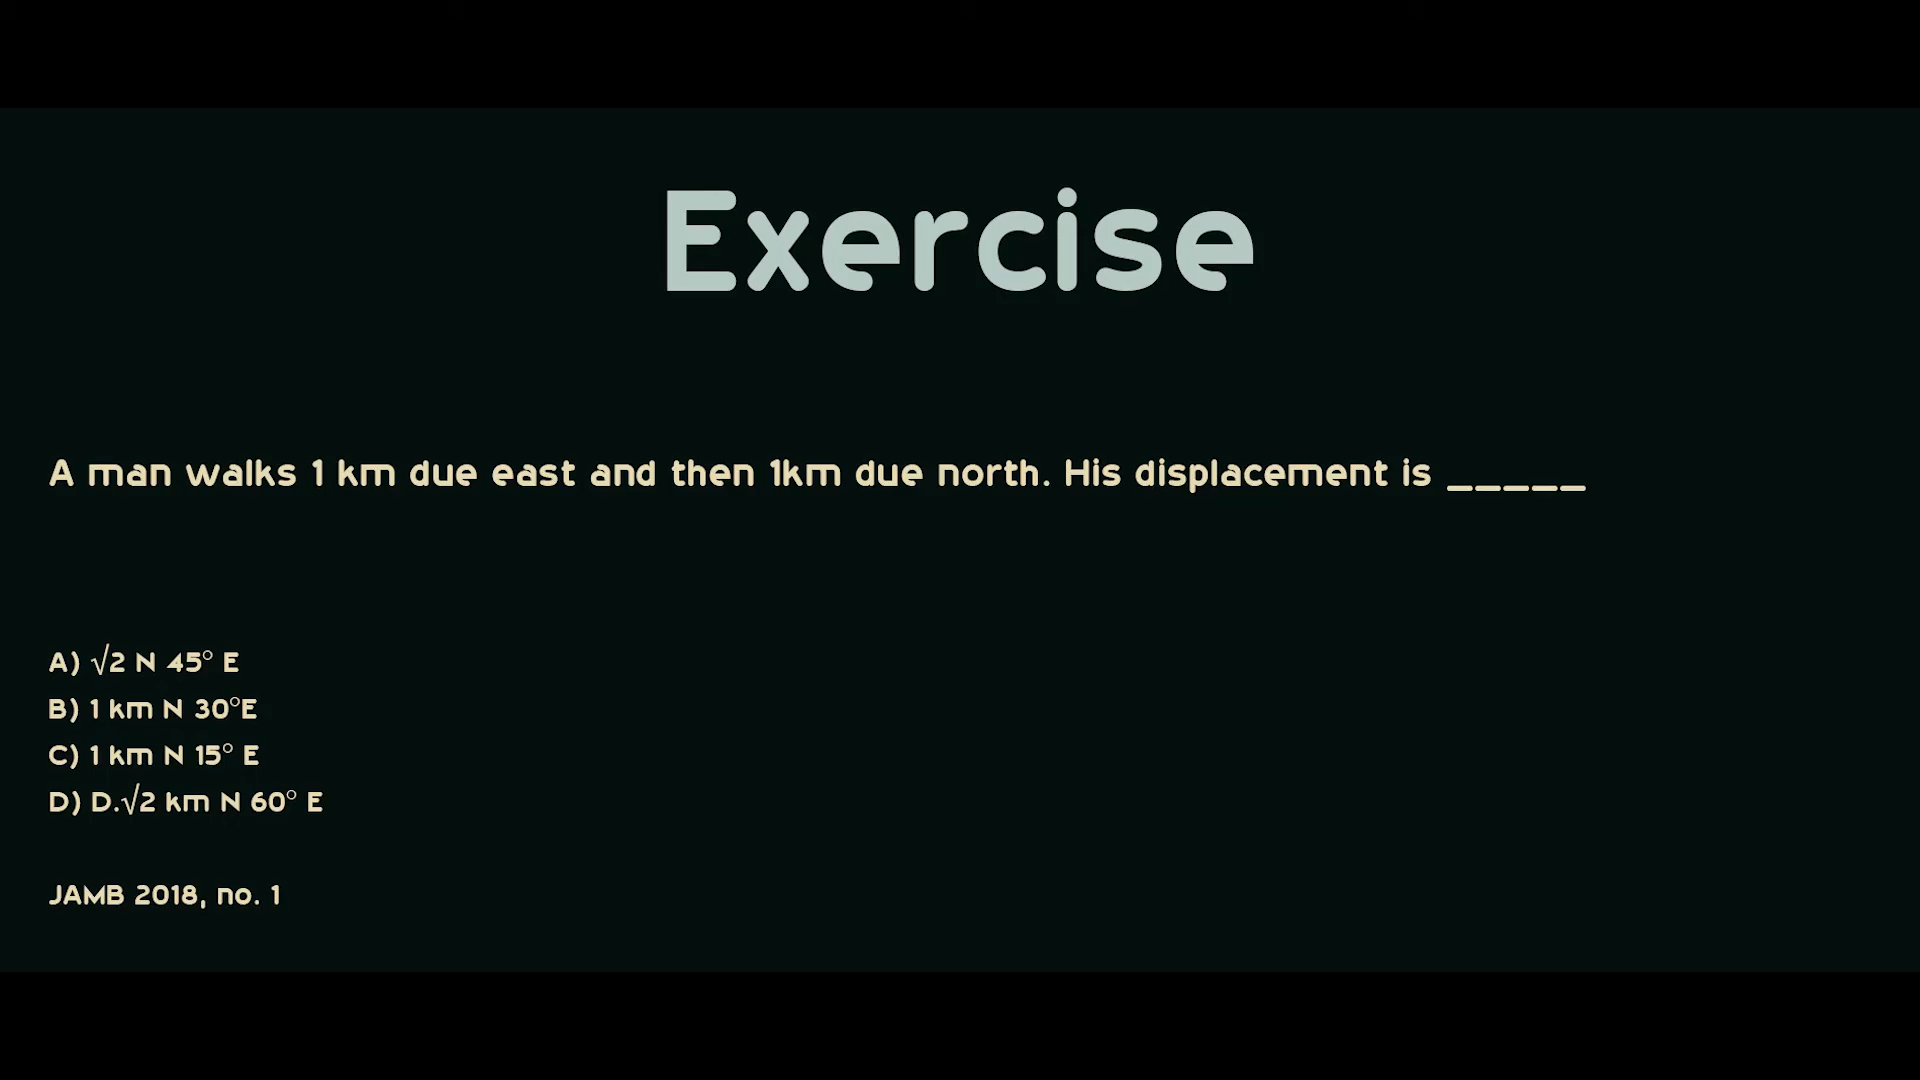 Exercise
A man walks 1 km due east and then 1km due north. His displacement is _____
A) √2 N 45° E
B) 1 km N 30°E
C) 1 km N 15° E
D) D.√2 km N 60° E
JAMB 2018, no. 1